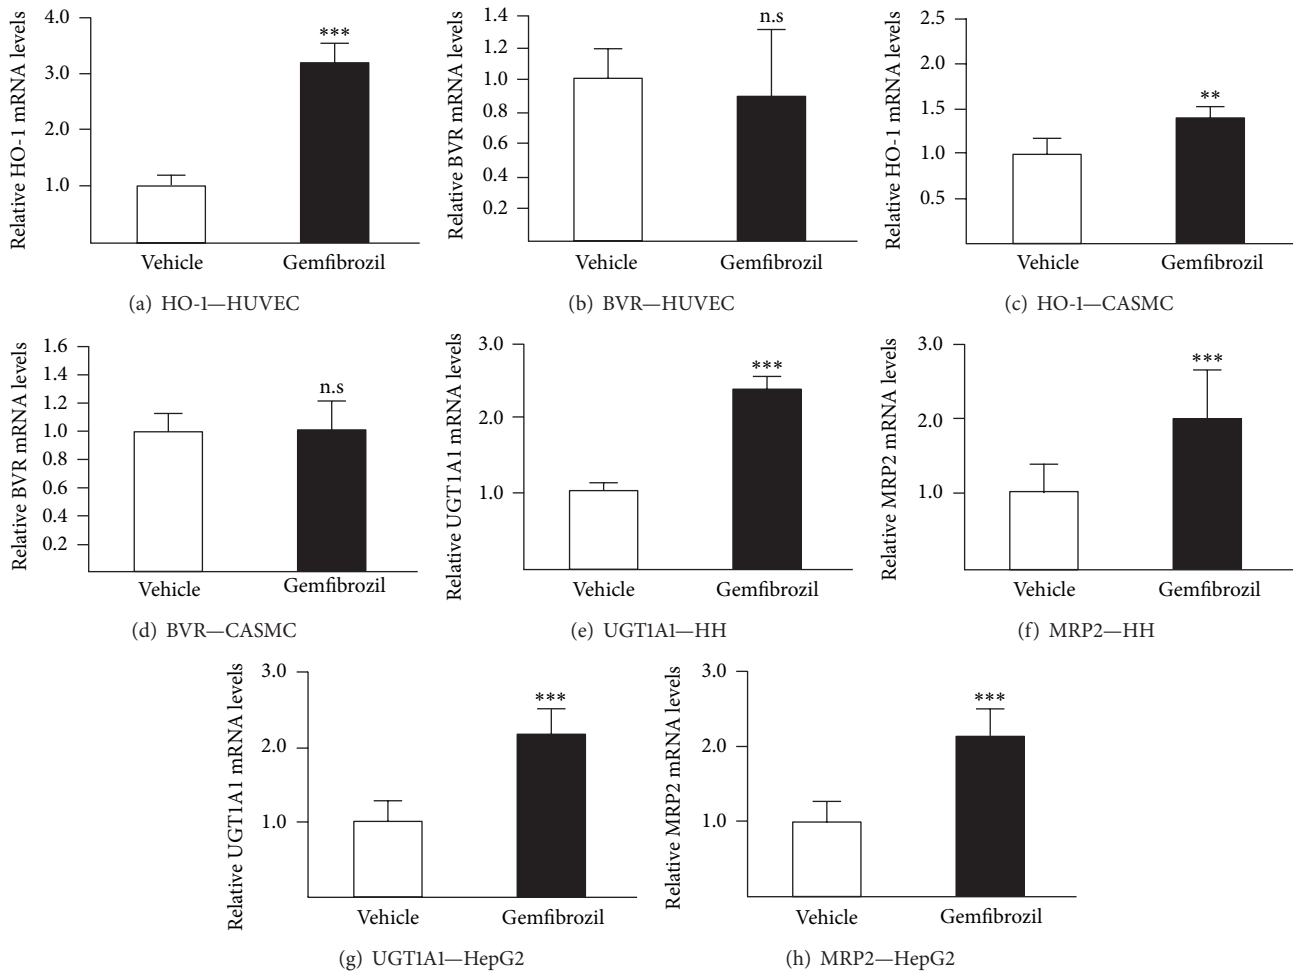 Relative HO-1 mRNA levels
4.0
3.0
2.0
1.0
***
Vehicle
Gemfibrozil
(a) HO-1—HUVEC
Relative BVR mRNA levels
1.4
1.2
1.0
0.8
0.6
0.4
0.2
n.s
Vehicle
Gemfibrozil
(b) BVR—HUVEC
Relative HO-1 mRNA levels
2.5
2.0
1.5
1.0
0.5
**
Vehicle
Gemfibrozil
(c) HO-1—CASMC
Relative BVR mRNA levels
1.6
1.4
1.2
1.0
0.8
0.6
0.4
0.2
n.s
Vehicle
Gemfibrozil
(d) BVR—CASMC
Relative UGT1A1 mRNA levels
3.0
2.0
1.0
***
Vehicle
Gemfibrozil
(e) UGT1A1—HH
Relative MRP2 mRNA levels
3.0
2.0
1.0
***
Vehicle
Gemfibrozil
(f) MRP2—HH
Relative UGT1A1 mRNA levels
3.0
2.0
1.0
***
Vehicle
Gemfibrozil
(g) UGT1A1—HepG2
Relative MRP2 mRNA levels
3.0
2.0
1.0
***
Vehicle
Gemfibrozil
(h) MRP2—HepG2